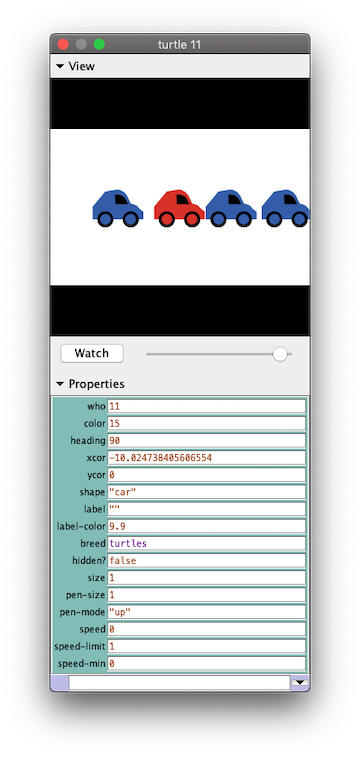 turtle 11
View
Watch
Properties
who 11
color 15
heading 90
xcor -10.024738405606554
ycor 0
shape "car"
label ""
label-color 9.9
breed turtles
hidden? false
size 1
pen-size 1
pen-mode "up"
speed 0
speed-limit 1
speed-min 0